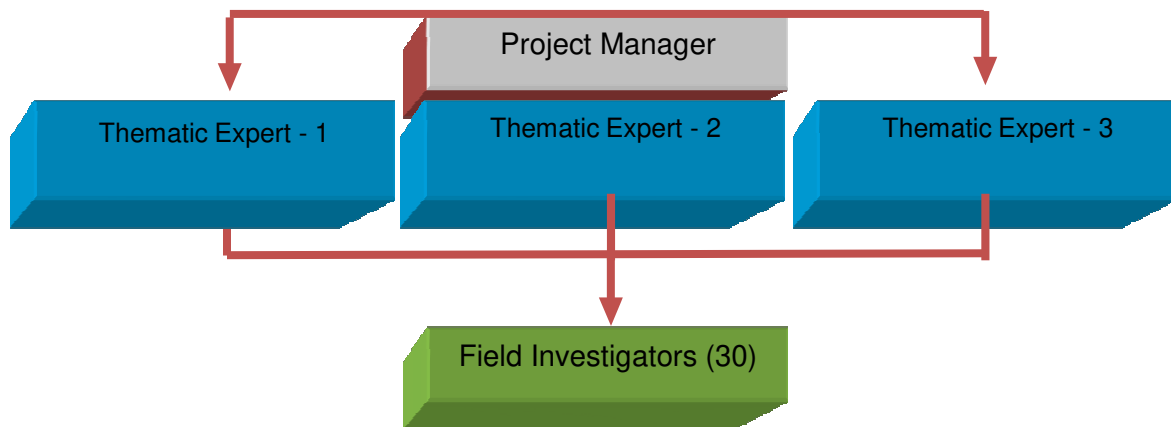 Project Manager
Thematic Expert - 1
Thematic Expert - 2
Thematic Expert - 3
Field Investigators (30)